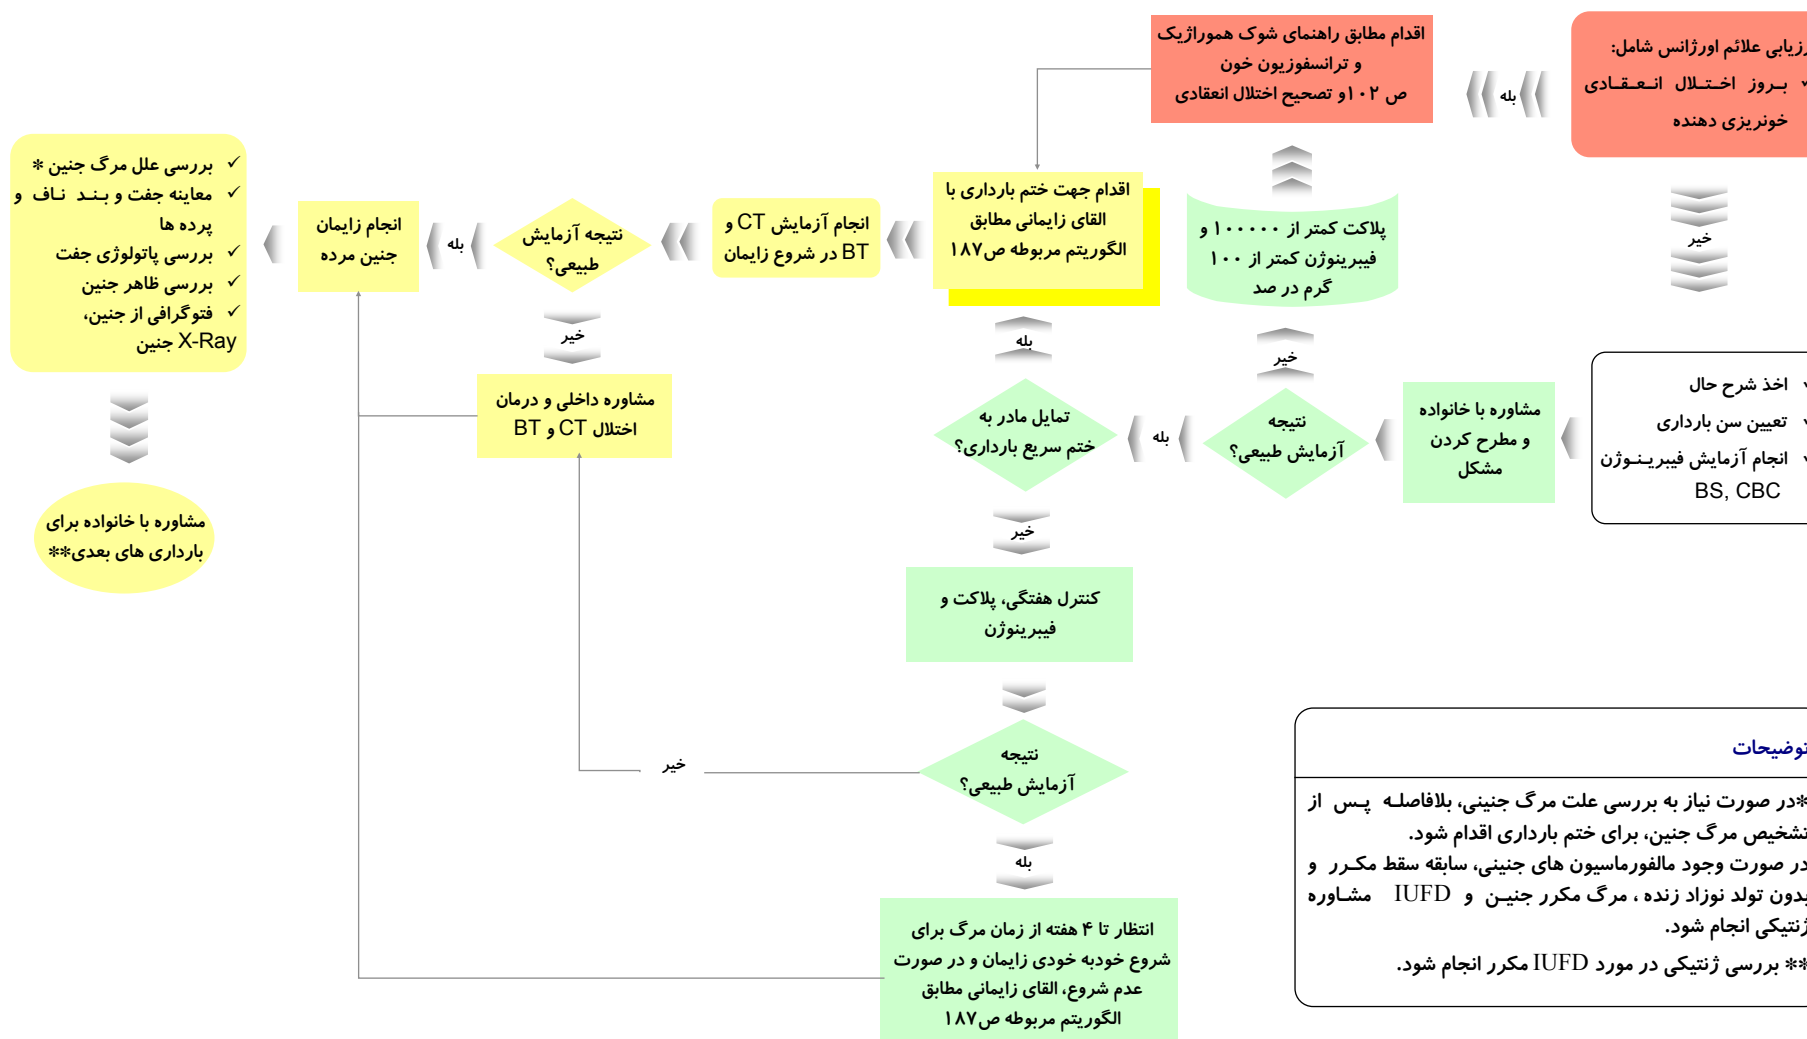 رزیابی علائم اورژانس شامل:
✓ بروز اختلال انعقادی
خونریزی دهنده
بله
اقدام مطابق راهنمای شوک هموراژیک
و ترانسفوزیون خون
ص ۱۰۲و تصحیح اختلال انعقادی
خیر
✓ اخذ شرح حال
✓ تعیین سن بارداری
✓ انجام آزمایش فیبرینوژن
BS, CBC
مشاوره با خانواده
و مطرح کردن
مشکل
نتیجه
آزمایش طبیعی؟
خیر
پلاکت کمتر از ۱۰۰۰۰۰ و
فیبرینوژن کمتر از ۱۰۰
گرم در صد
بله
تمایل مادر به
ختم سریع بارداری؟
بله
اقدام جهت ختم بارداری با
القای زایمانی مطابق
الگوریتم مربوطه ص۱۸۷
انجام آزمایش CT و
BT در شروع زایمان
نتیجه آزمایش
طبیعی؟
بله
انجام زایمان
جنین مرده
✓ بررسی علل مرگ جنین *
✓ معاینه جفت و بند ناف و
پرده ها
✓ بررسی پاتولوژی جفت
✓ بررسی ظاهر جنین
✓ فتوگرافی از جنین،
X-Ray جنین
مشاوره با خانواده برای
بارداری های بعدی**
خیر
مشاوره داخلی و درمان
اختلال CT و BT
خیر
کنترل هفتگی، پلاکت و
فیبرینوژن
نتیجه
آزمایش طبیعی؟
خیر
بله
انتظار تا ۴ هفته از زمان مرگ برای
شروع خودبه خودی زایمان و در صورت
عدم شروع، القای زایمانی مطابق
الگوریتم مربوطه ص۱۸۷
توضیحات
*در صورت نیاز به بررسی علت مرگ جنینی، بلافاصله پس از
تشخیص مرگ جنین، برای ختم بارداری اقدام شود.
در صورت وجود مالفورماسیون های جنینی، سابقه سقط مکرر و
بدون تولد نوزاد زنده ، مرگ مکرر جنین و IUFD مشاوره
ژنتیکی انجام شود.
** بررسی ژنتیکی در مورد IUFD مکرر انجام شود.